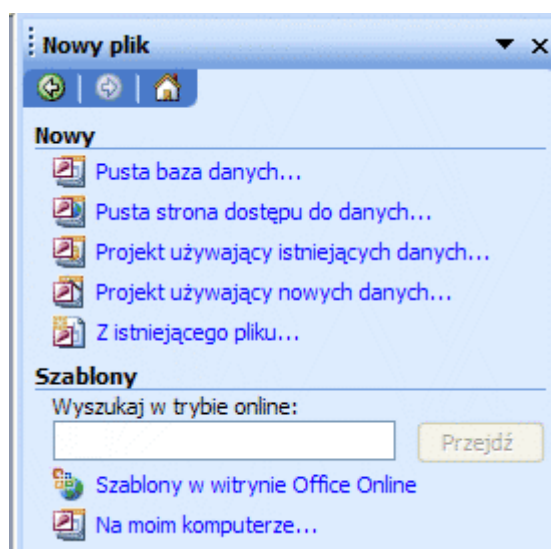 Nowy plik
Nowy
Pusta baza danych...
Pusta strona dostępu do danych...
Projekt używający istniejących danych...
Projekt używający nowych danych...
Z istniejącego pliku...
Szablony
Wyszukaj w trybie online:
Przejdź
Szablony w witrynie Office Online
Na moim komputerze...